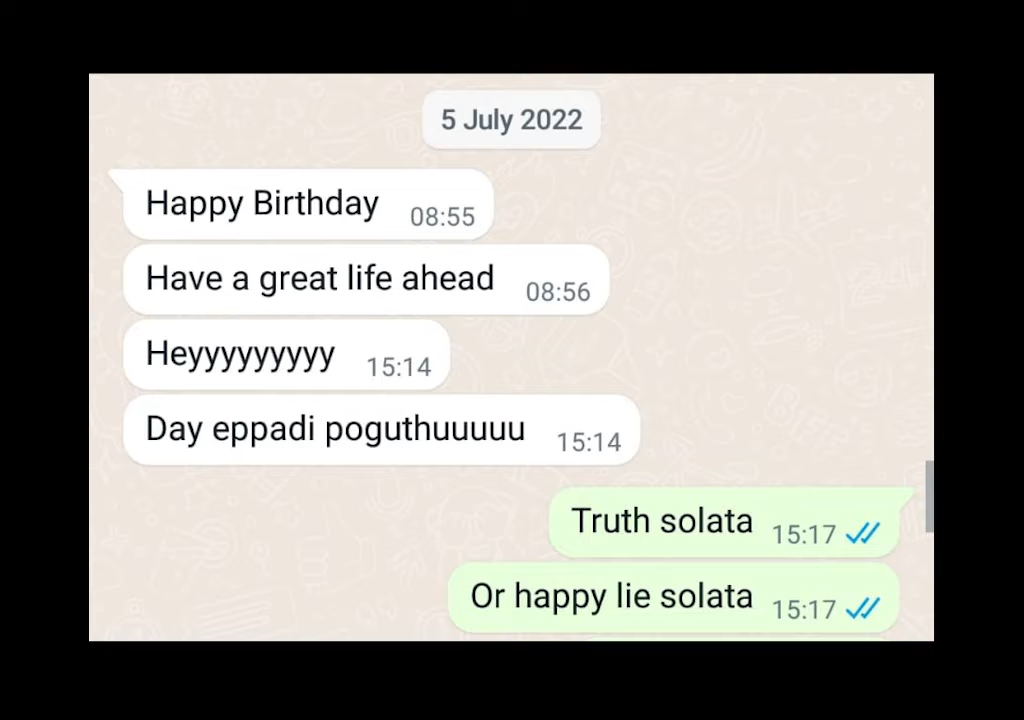 5 July 2022
Happy Birthday 08:55
Have a great life ahead 08:56
Heyyyyyyyyy 15:14
Day eppadi poguthuuuuu 15:14
Truth solata 15:17
Or happy lie solata 15:17